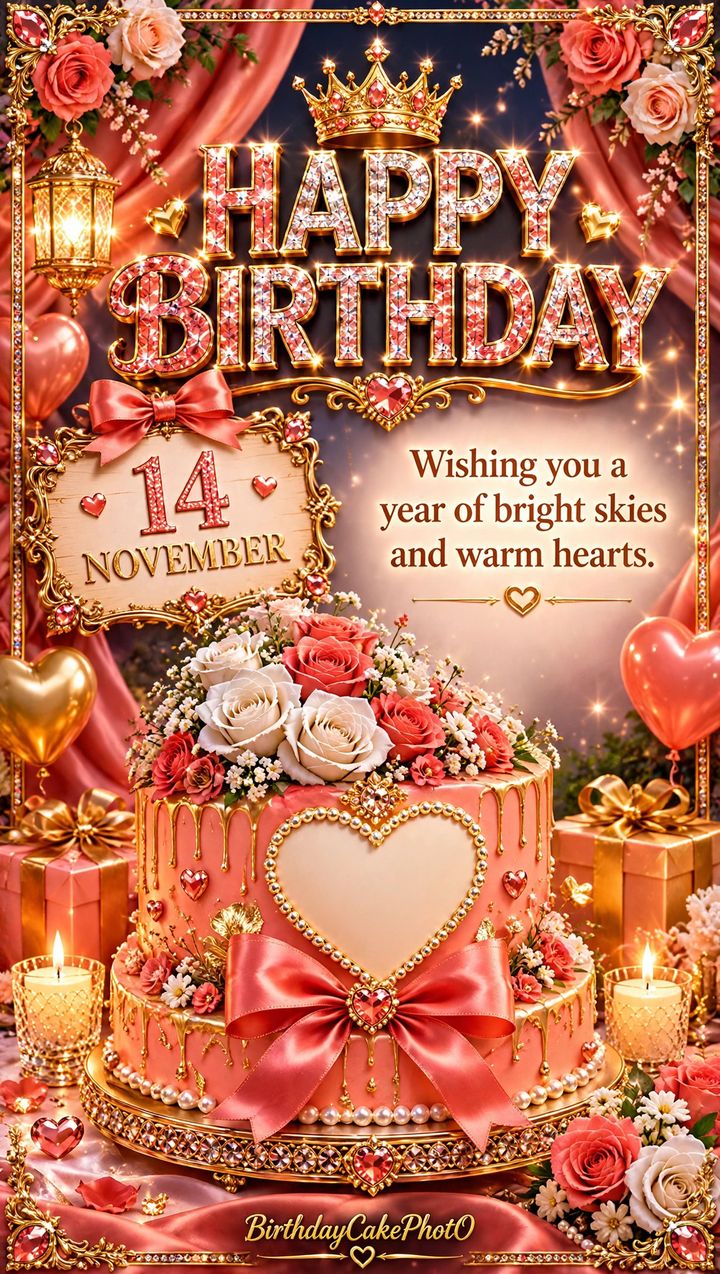 HAPPY
BIRTHDAY
14
NOVEMBER
Wishing you a
year of bright skies
and warm hearts.
BirthdayCakePhotO